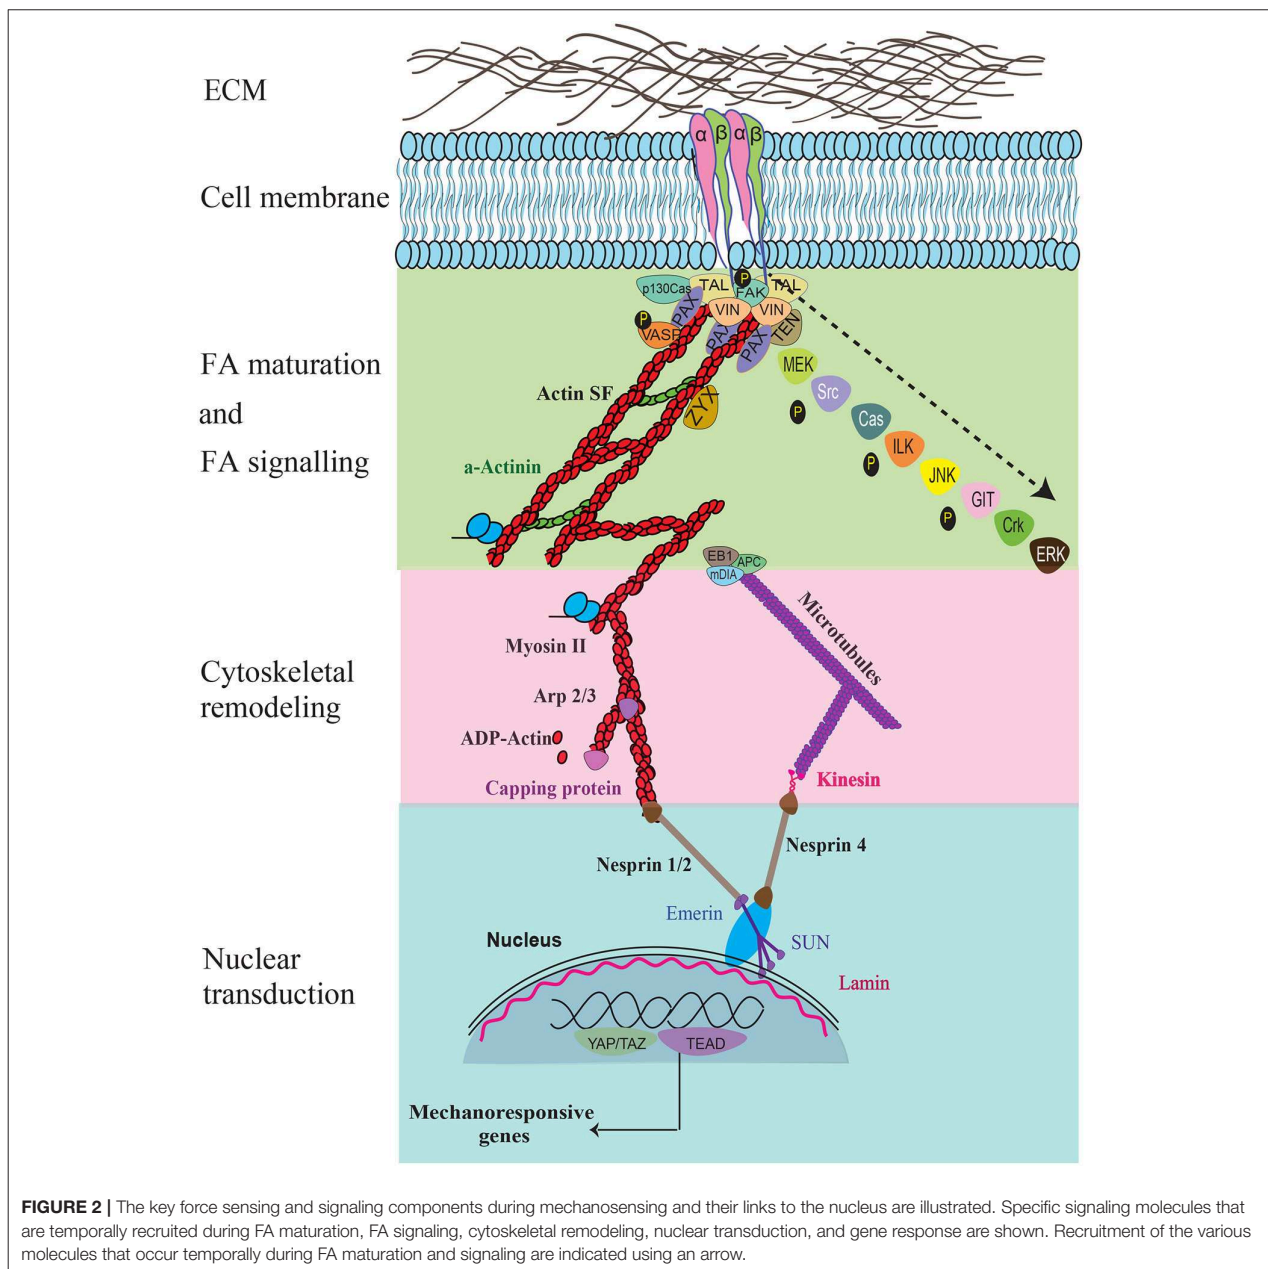 ECM
α β α β
Cell membrane
p130Cas TAL P FAK TAL
PAX VIN VIN
P VASP PAX PAX TEN
FA maturation
and
FA signalling
MEK
Src
P
Cas
ILK
P
JNK
GIT
P
Crk
ERK
Actin SF
ZYX
a-Actinin
EB1 APC
mDIA
Cytoskeletal
remodeling
Microtubules
Myosin II
Arp 2/3
ADP-Actin
Capping protein
Kinesin
Nuclear
transduction
Nesprin 1/2
Nesprin 4
Emerin
SUN
Nucleus
Lamin
YAP/TAZ TEAD
Mechanoresponsive
genes
FIGURE 2 | The key force sensing and signaling components during mechanosensing and their links to the nucleus are illustrated. Specific signaling molecules that
are temporally recruited during FA maturation, FA signaling, cytoskeletal remodeling, nuclear transduction, and gene response are shown. Recruitment of the various
molecules that occur temporally during FA maturation and signaling are indicated using an arrow.